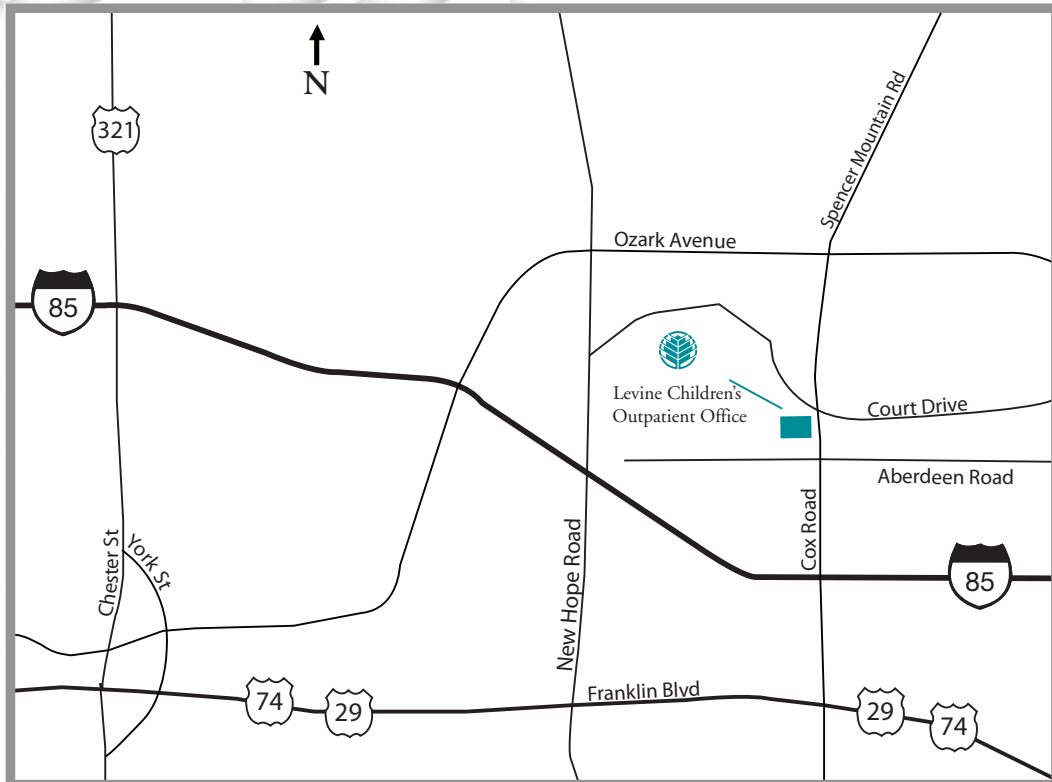 N
321
Spencer Mountain Rd
Ozark Avenue
85
Levine Children's
Outpatient Office
Court Drive
Aberdeen Road
Cox Road
New Hope Road
Chester St
York St
85
Franklin Blvd
74
29
29
74